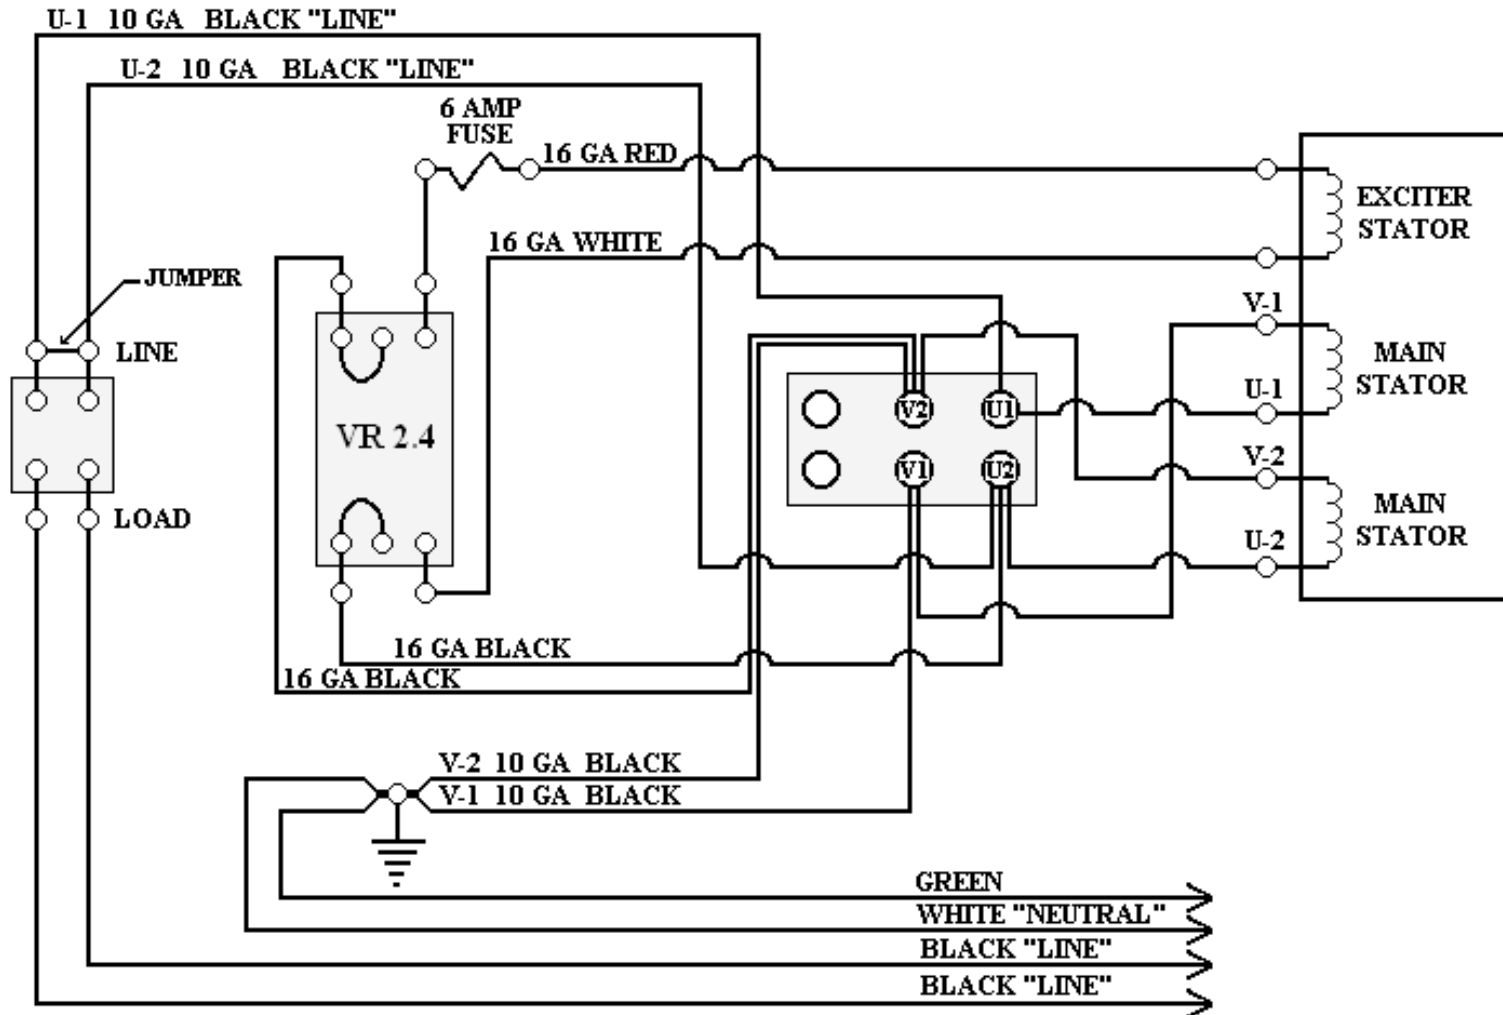 U-1 10 GA BLACK "LINE"
U-2 10 GA BLACK "LINE"
6 AMP
FUSE
16 GA RED
EXCITER
STATOR
16 GA WHITE
JUMPER
V-1
LINE
MAIN
STATOR
U-1
V2
U1
VR 2.4
V-2
V1
U2
LOAD
MAIN
STATOR
U-2
16 GA BLACK
16 GA BLACK
V-2 10 GA BLACK
V-1 10 GA BLACK
GREEN
WHITE "NEUTRAL"
BLACK "LINE"
BLACK "LINE"